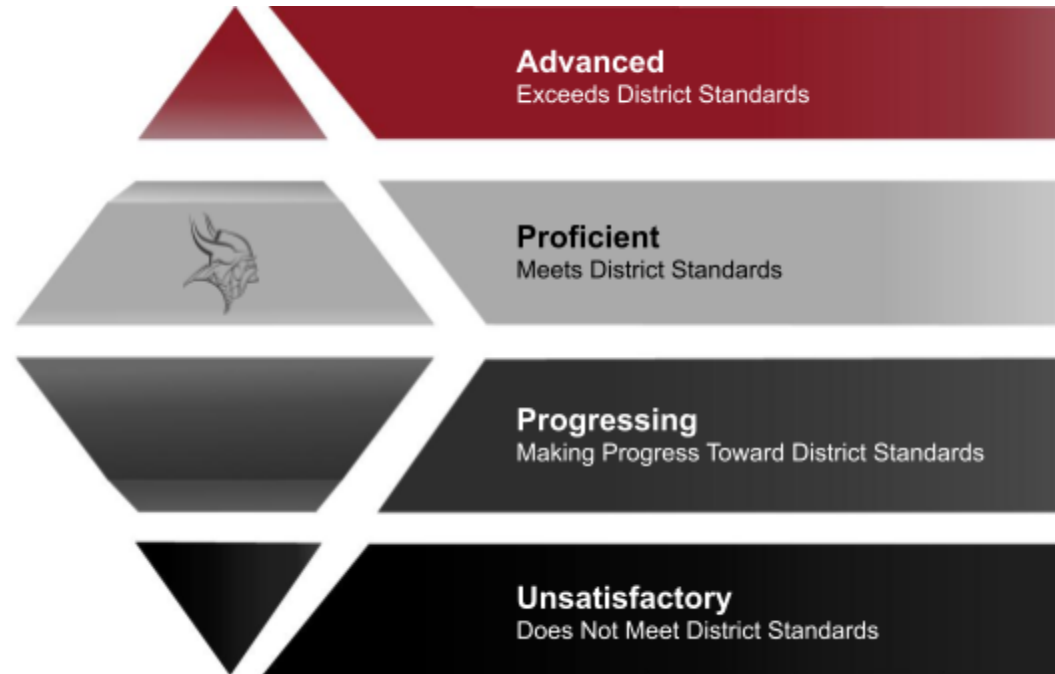 Advanced
Exceeds District Standards
Proficient
Meets District Standards
Progressing
Making Progress Toward District Standards
Unsatisfactory
Does Not Meet District Standards